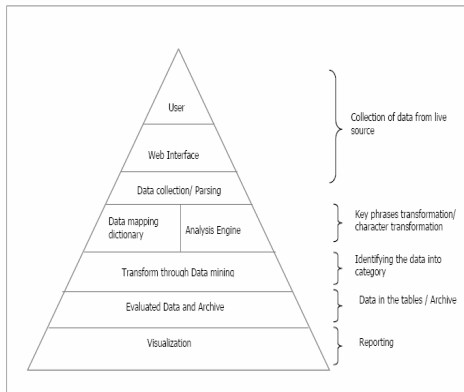 User
Web Interface
Data collection/ Parsing
Data mapping
dictionary
Analysis Engine
Transform through Data mining
Evaluated Data and Archive
Visualization
Collection of data from live
source
Key phrases transformation/
character transformation
Identifying the data into
category
Data in the tables / Archive
Reporting